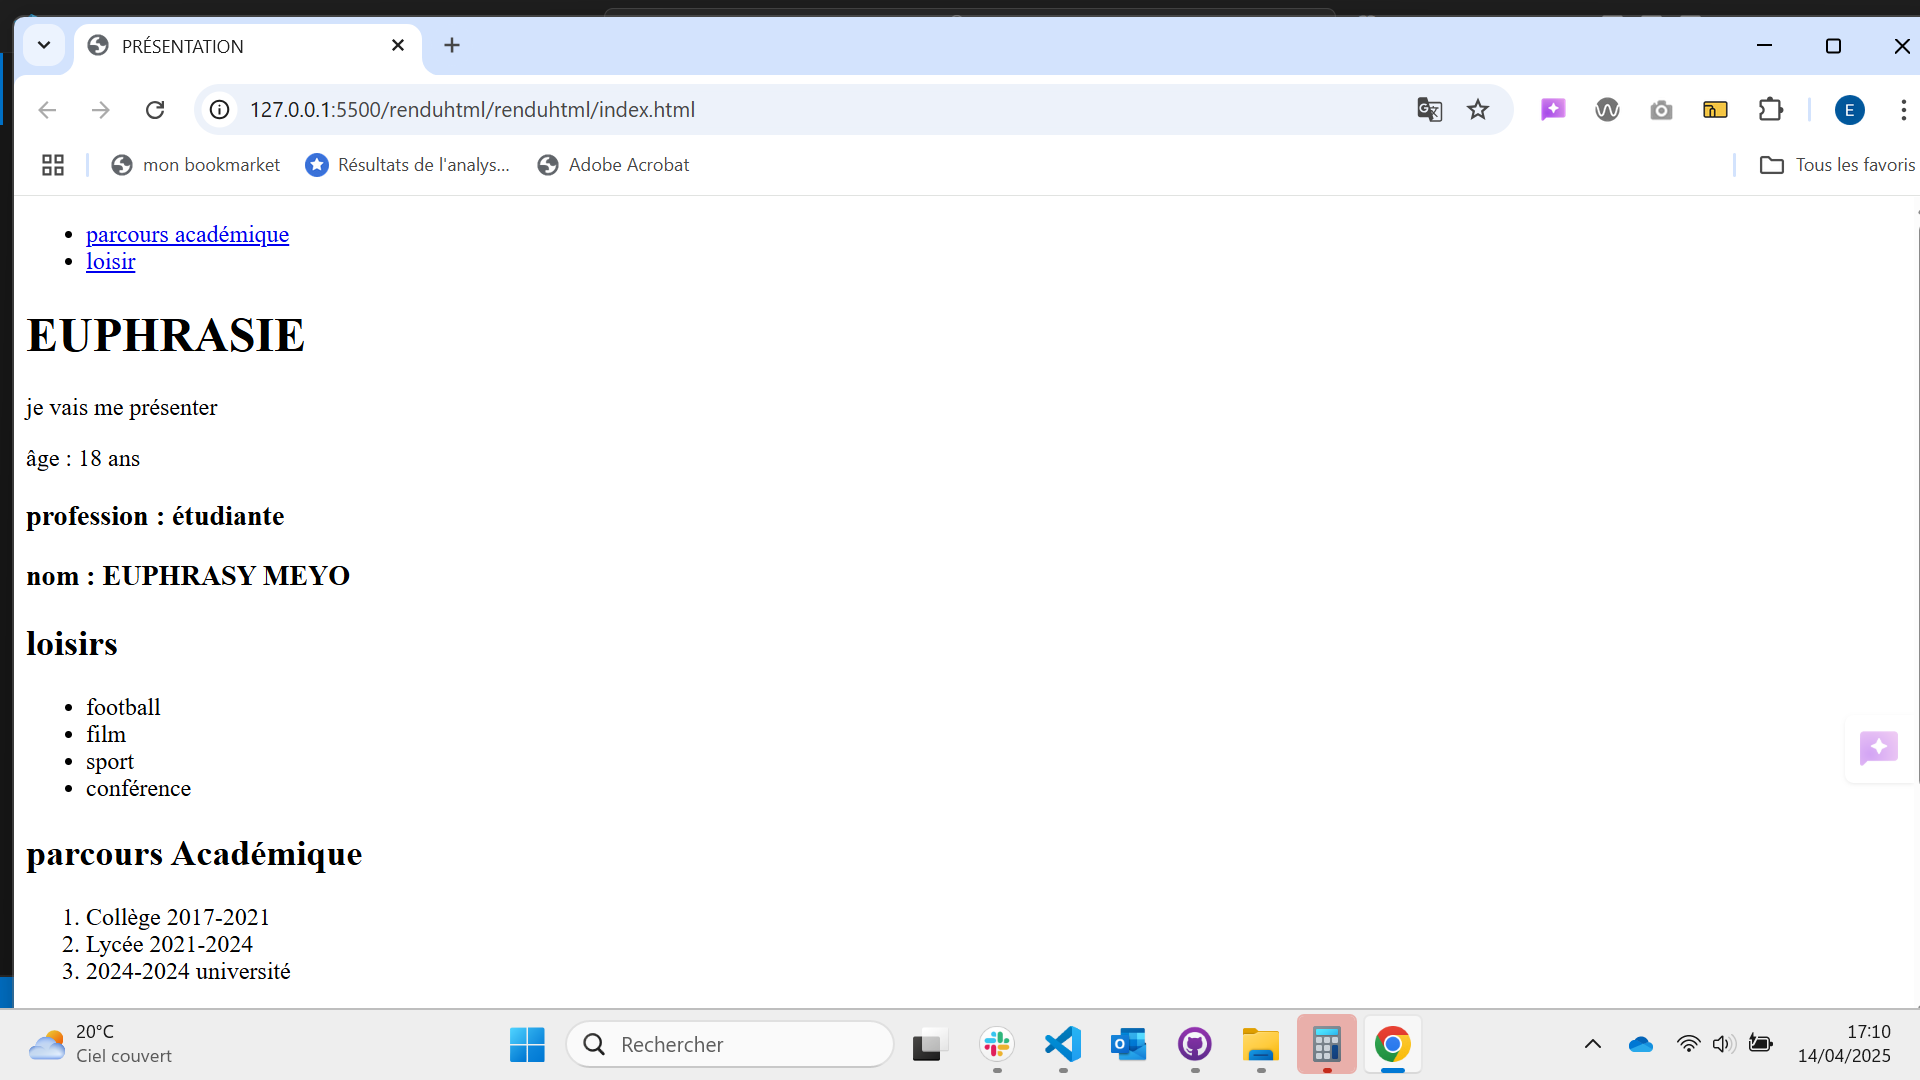 PRÉSENTATION
127.0.0.1:5500/renduhtml/renduhtml/index.html
E
mon bookmarket
Résultats de l'analys...
Adobe Acrobat
Tous les favoris
parcours académique
loisir
EUPHRASIE
je vais me présenter
âge : 18 ans
profession : étudiante
nom : EUPHRASY MEYO
loisirs
football
film
sport
conférence
parcours Académique
1. Collège 2017-2021
2. Lycée 2021-2024
3. 2024-2024 université
20°C
Ciel couvert
Rechercher
17:10
14/04/2025